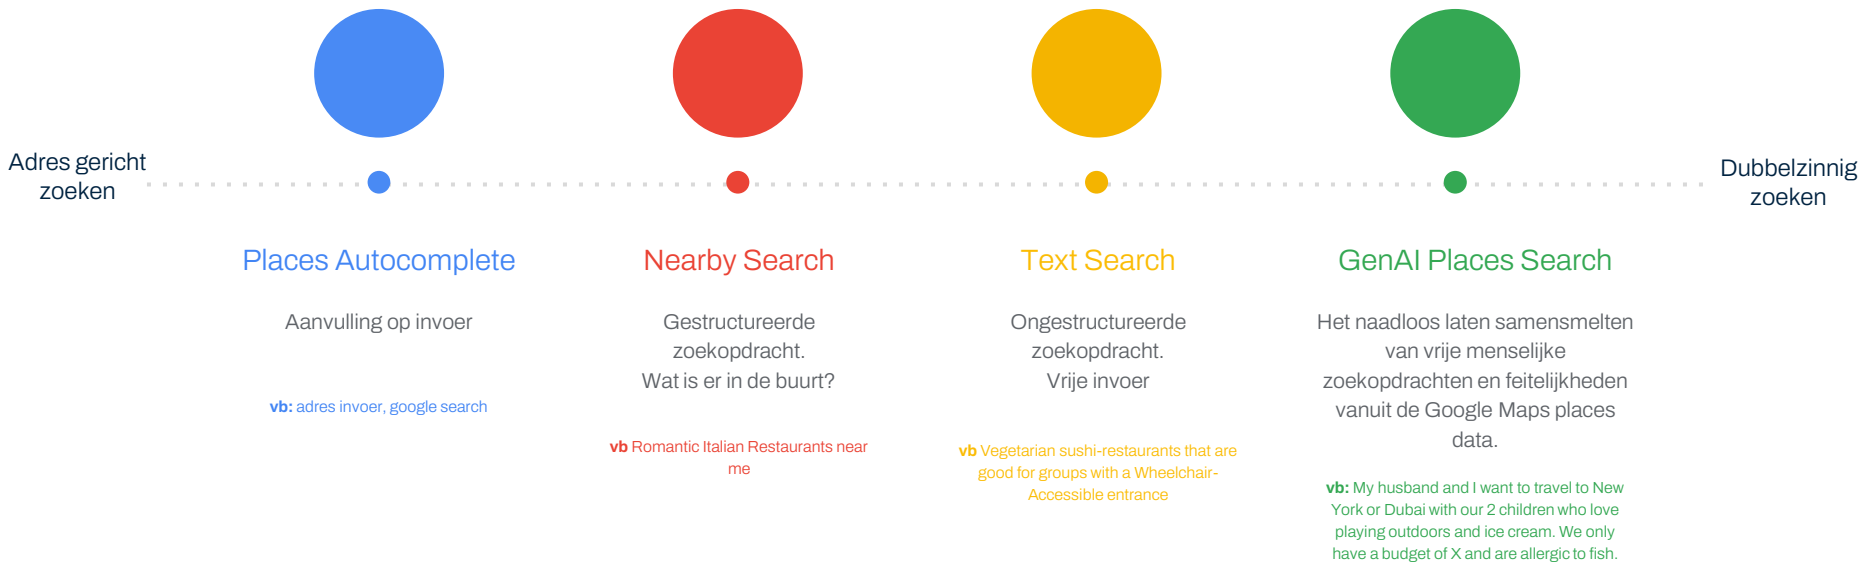 Adres gericht
zoeken
Dubbelzinnig
zoeken
Places Autocomplete
Aanvulling op invoer
vb: adres invoer, google search
Nearby Search
Gestructureerde
zoekopdracht.
Wat is er in de buurt?
vb Romantic Italian Restaurants near
me
Text Search
Ongestructureerde
zoekopdracht.
Vrije invoer
vb Vegetarian sushi-restaurants that are
good for groups with a Wheelchair-
Accessible entrance
GenAI Places Search
Het naadloos laten samensmelten
van vrije menselijke
zoekopdrachten en feitelijkheden
vanuit de Google Maps places
data.
vb: My husband and I want to travel to New
York or Dubai with our 2 children who love
playing outdoors and ice cream. We only
have a budget of X and are allergic to fish.